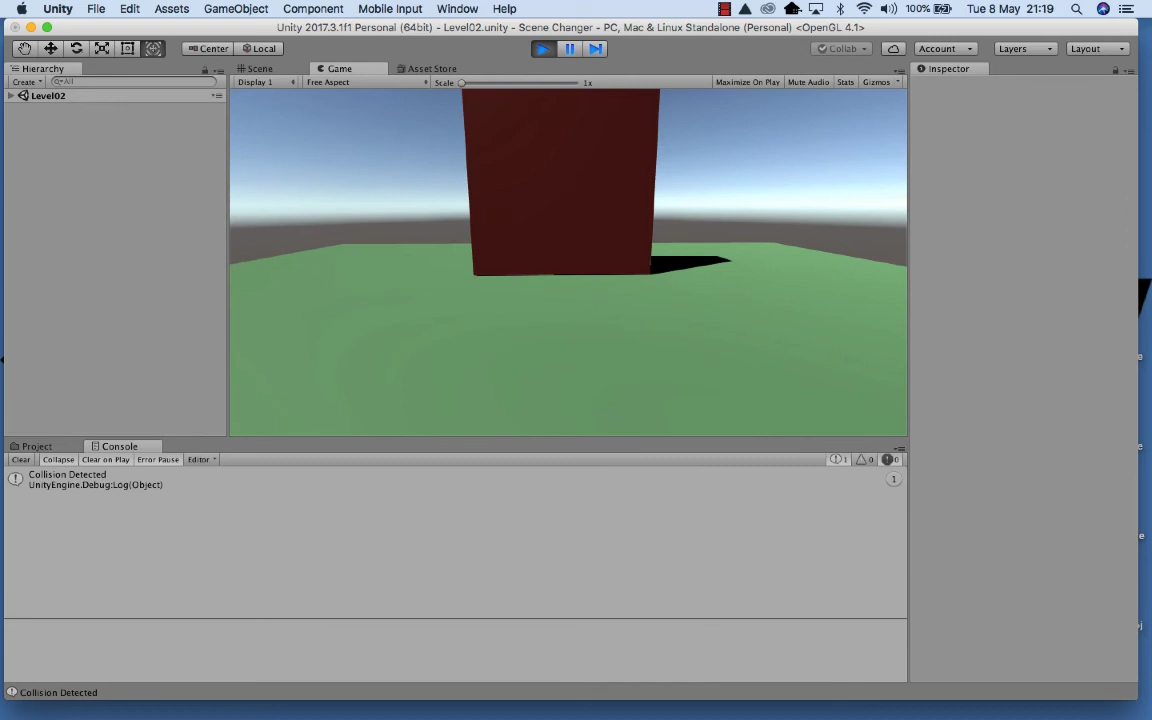 Unity File Edit Assets GameObject Component Mobile Input Window Help 100% Tue 8 May 21:19
Unity 2017.3.1f1 Personal (64bit) - Level02.unity - Scene Changer - PC, Mac & Linux Standalone (Personal) <OpenGL 4.1>
Center Local Collab Account Layers Layout
Hierarchy Scene Game Asset Store Inspector
Create All Display 1 Free Aspect Scale 1x Maximize On Play Mute Audio Stats Gizmos
Level02
Project Console
Clear Collapse Clear on Play Error Pause Editor 1 0 0
Collision Detected
UnityEngine.Debug:Log(Object)
1
Collision Detected